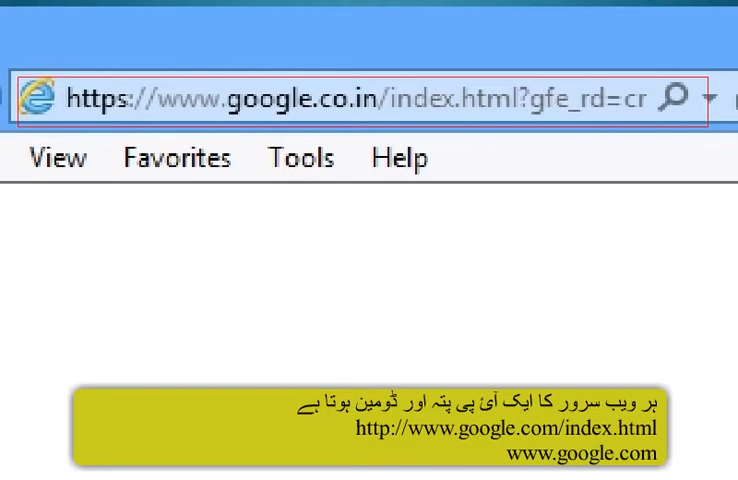 https://www.google.co.in/index.html?gfe_rd=cr
View Favorites Tools Help
ہر ویب سرور کا ایک آئ پی پتہ اور ڈومین ہوتا ہے
http://www.google.com/index.html
www.google.com